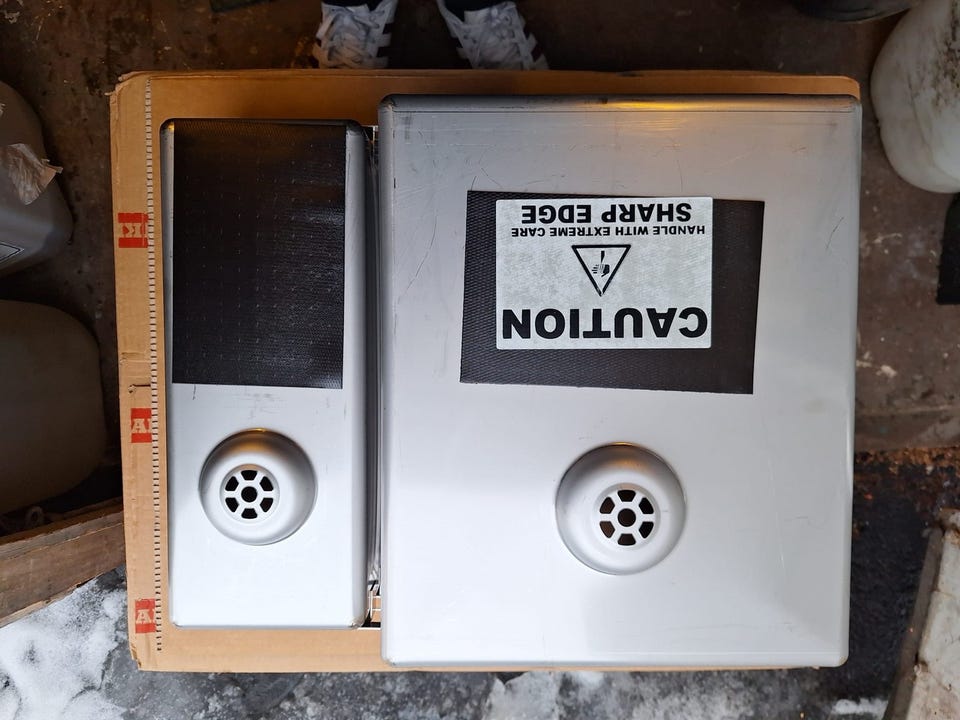 CAUTION
HANDLE WITH EXTREME CARE
SHARP EDGE